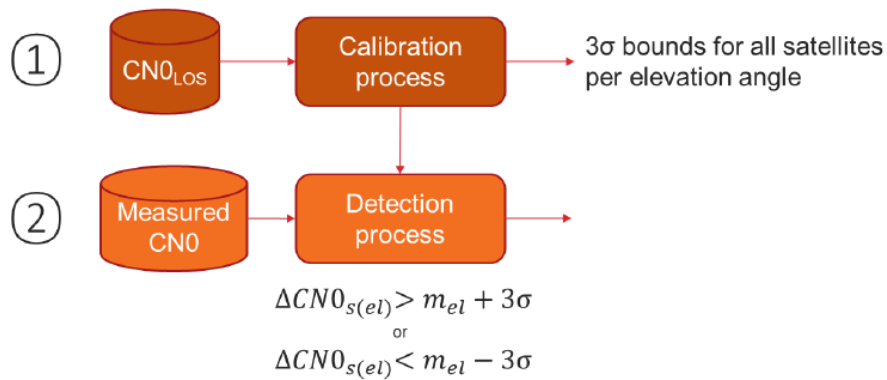 ①
CN0LOS
Calibration
process
3σ bounds for all satellites
per elevation angle
②
Measured
CN0
Detection
process
ΔCN0s(el)> mel + 3σ
or
ΔCN0s(el)< mel − 3σ